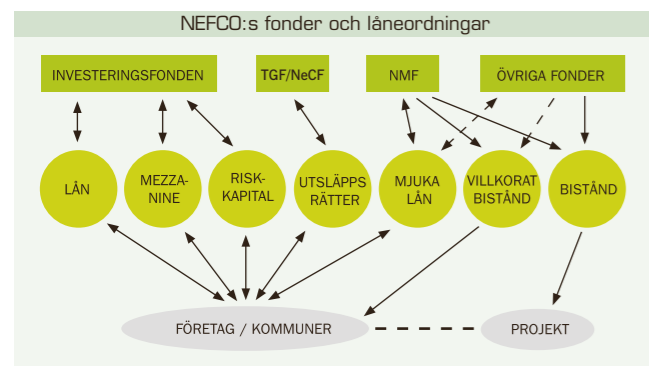 NEFCO:s fonder och låneordningar
INVESTERINGSFONDEN
TGF/NeCF
NMF
ÖVRIGA FONDER
LÅN
MEZZA-
NINE
RISK-
KAPITAL
UTSLÄPPS
RÄTTER
MJUKA
LÅN
VILLKORAT
BISTÅND
BISTÅND
FÖRETAG / KOMMUNER
PROJEKT